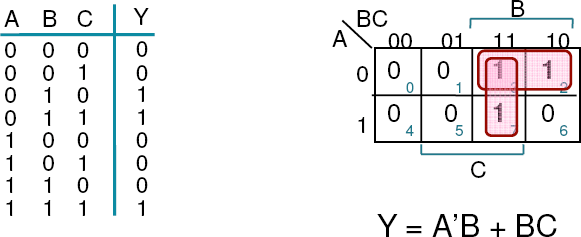 A B C Y
0 0 0 0
0 0 1 0
0 1 0 1
0 1 1 1
1 0 0 0
1 0 1 0
1 1 0 0
1 1 1 1
B
BC
A
00 01 11 10
0 0 0 1 1
0 1 3 2
1 0 0 1 0
4 5 7 6
C
Y = A'B + BC